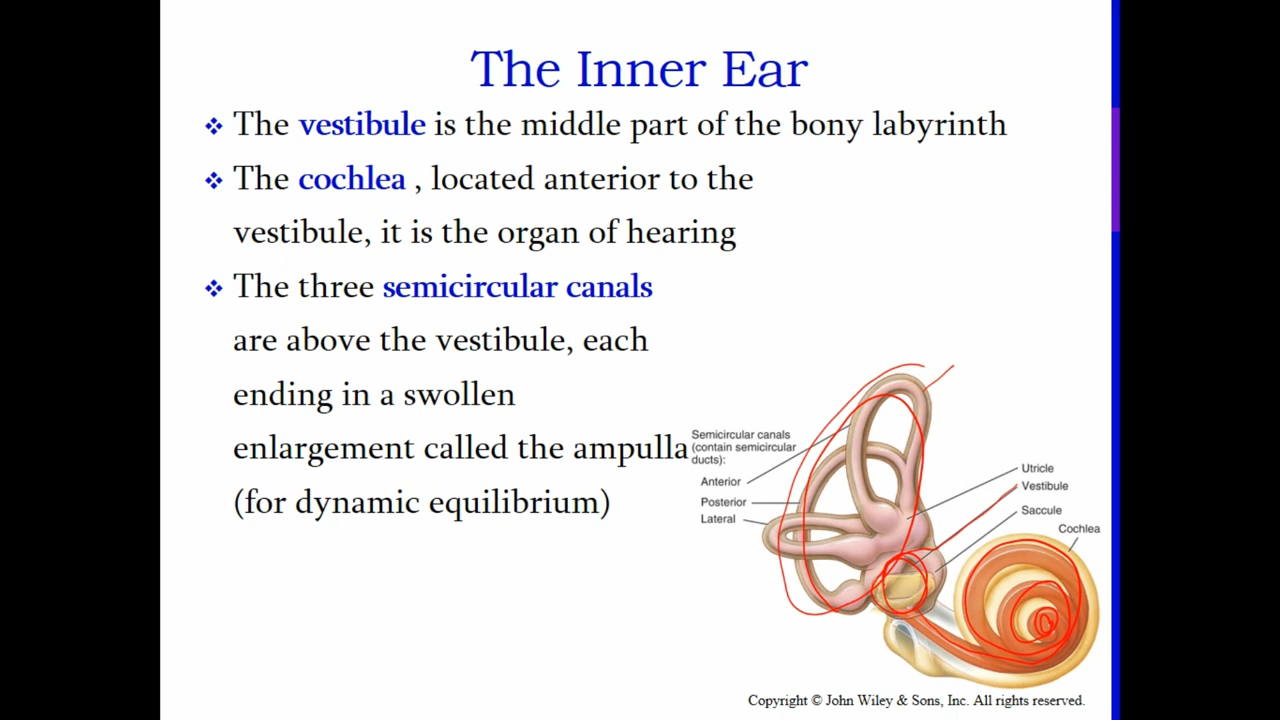 The Inner Ear
❖ The vestibule is the middle part of the bony labyrinth
❖ The cochlea , located anterior to the
vestibule, it is the organ of hearing
❖ The three semicircular canals
are above the vestibule, each
ending in a swollen
enlargement called the ampulla
(for dynamic equilibrium)
Semicircular canals
(contain semicircular
ducts):
Anterior
Posterior
Lateral
Utricle
Vestibule
Saccule
Cochlea
Copyright © John Wiley & Sons, Inc. All rights reserved.